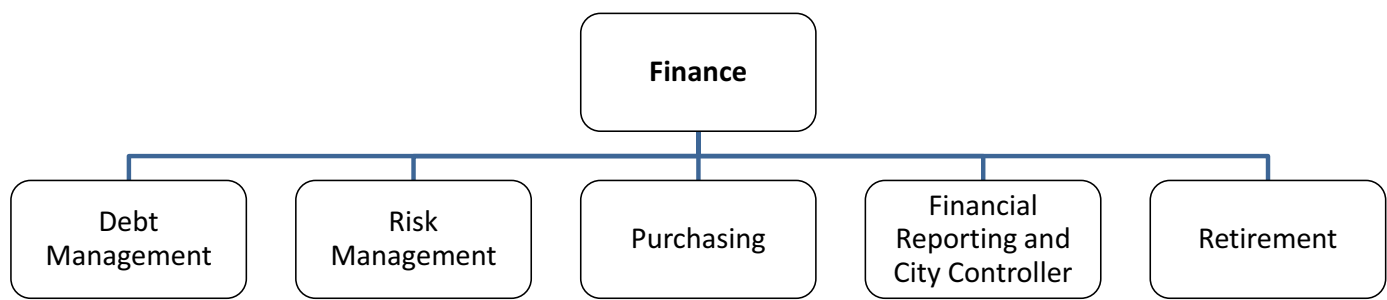 Finance
Debt
Management
Risk
Management
Purchasing
Financial
Reporting and
City Controller
Retirement